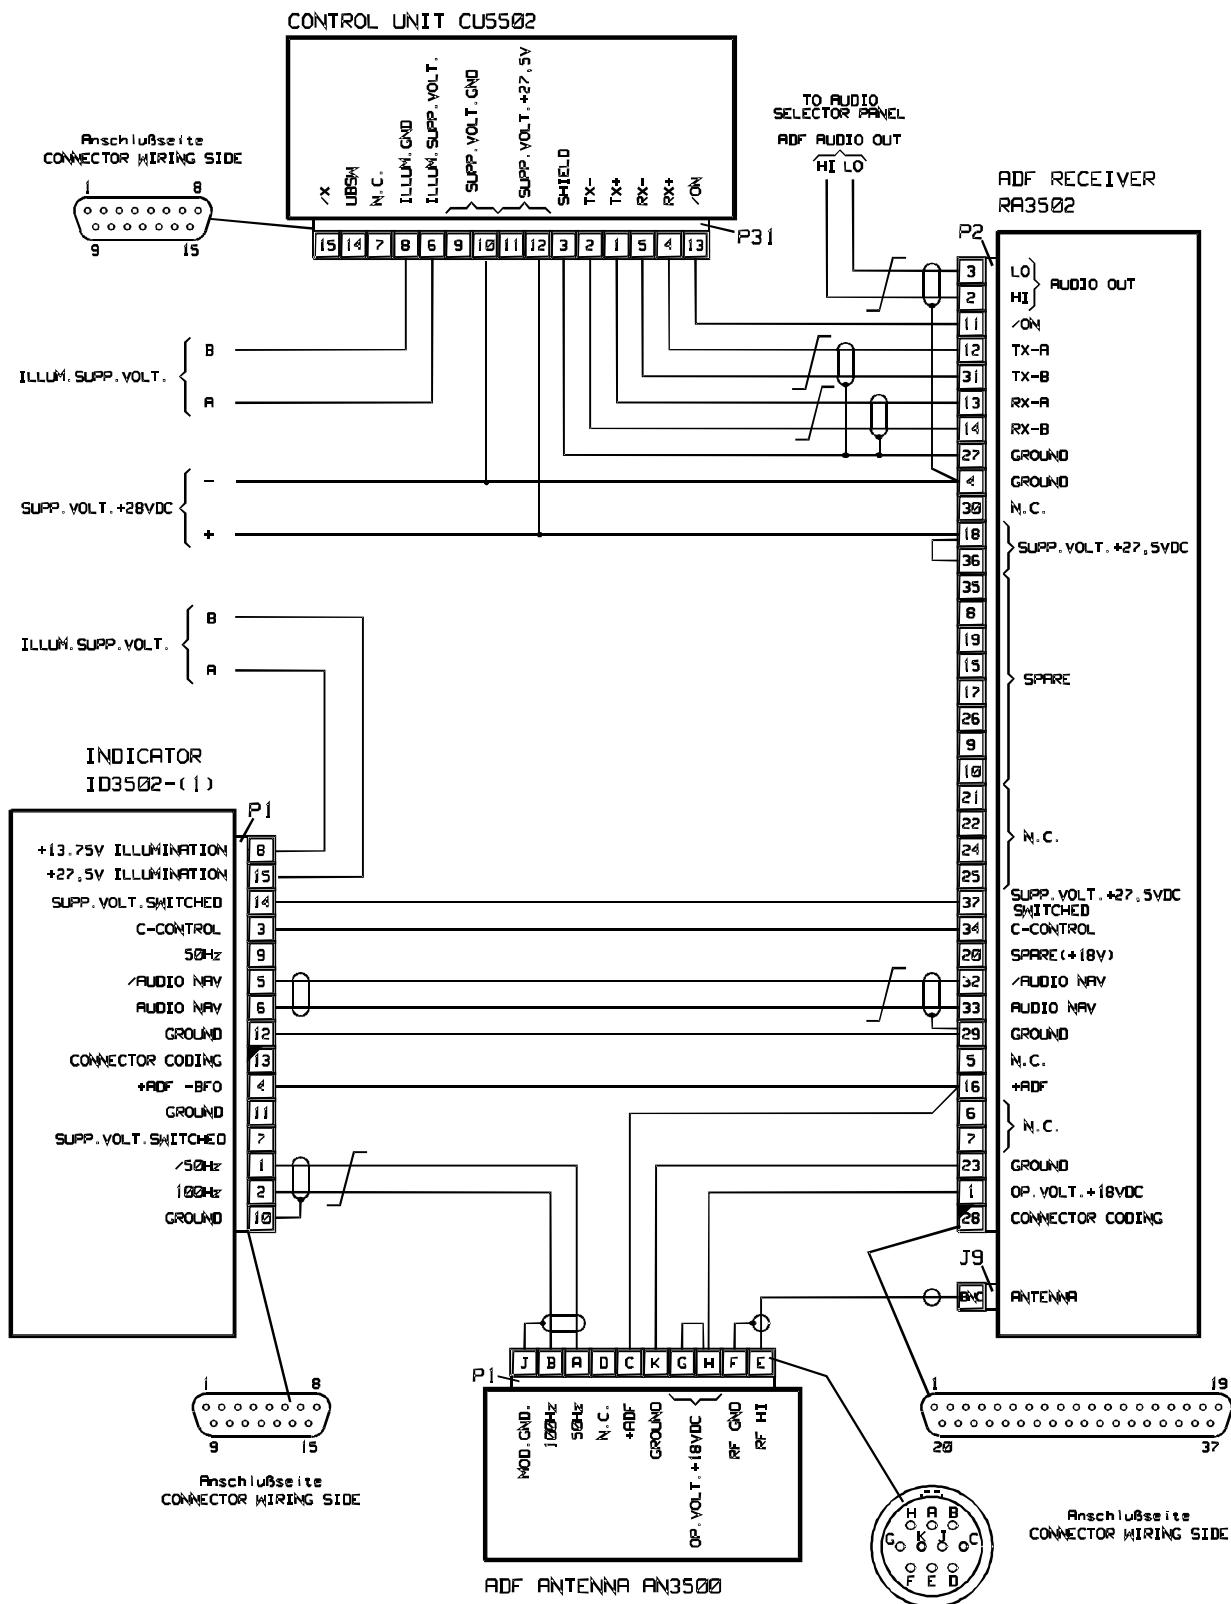 CONTROL UNIT CU5502
/X
UBSW
N.C.
ILLUM.GND
ILLUM.SUPP.VOLT.
SUPP.VOLT.GND
SUPP.VOLT.+27,5V
SHIELD
TX-
TX+
RX-
RX+
/ON
15 14 7 8 6 9 10 11 12 3 2 1 5 4 13
P31
Anschlußseite
CONNECTOR WIRING SIDE
1 8
9 15
TO AUDIO
SELECTOR PANEL
ADF AUDIO OUT
HI LO
ADF RECEIVER
RA3502
P2
3 LO
2 HI
AUDIO OUT
11 /ON
12 TX-A
31 TX-B
13 RX-A
14 RX-B
27 GROUND
4 GROUND
30 N.C.
18
36
SUPP.VOLT.+27,5VDC
35
8
19
15
17
26
9
10
SPARE
21
22
24
25
N.C.
37 SUPP.VOLT.+27,5VDC
SWITCHED
34 C-CONTROL
20 SPARE(+18V)
32 /AUDIO NAV
33 AUDIO NAV
29 GROUND
5 N.C.
16 +ADF
6
7
N.C.
23 GROUND
1 OP.VOLT.+18VDC
28 CONNECTOR CODING
J9
BNC ANTENNA
B
ILLUM.SUPP.VOLT.
A
-
SUPP.VOLT.+28VDC
+
B
ILLUM.SUPP.VOLT.
A
INDICATOR
ID3502-(1)
P1
+13.75V ILLUMINATION 8
+27,5V ILLUMINATION 15
SUPP.VOLT.SWITCHED 14
C-CONTROL 3
50Hz 9
/AUDIO NAV 5
AUDIO NAV 6
GROUND 12
CONNECTOR CODING 13
+ADF -BFO 4
GROUND 11
SUPP.VOLT.SWITCHED 7
/50Hz 1
100Hz 2
GROUND 10
1 8
9 15
Anschlußseite
CONNECTOR WIRING SIDE
P1
J B A D C K G H F E
MOD.GND.
100Hz
50Hz
N.C.
+ADF
GROUND
OP.VOLT.+18VDC
RF GND
RF HI
ADF ANTENNA AN3500
1 19
20 37
H A B
G K J C
F E D
Anschlußseite
CONNECTOR WIRING SIDE